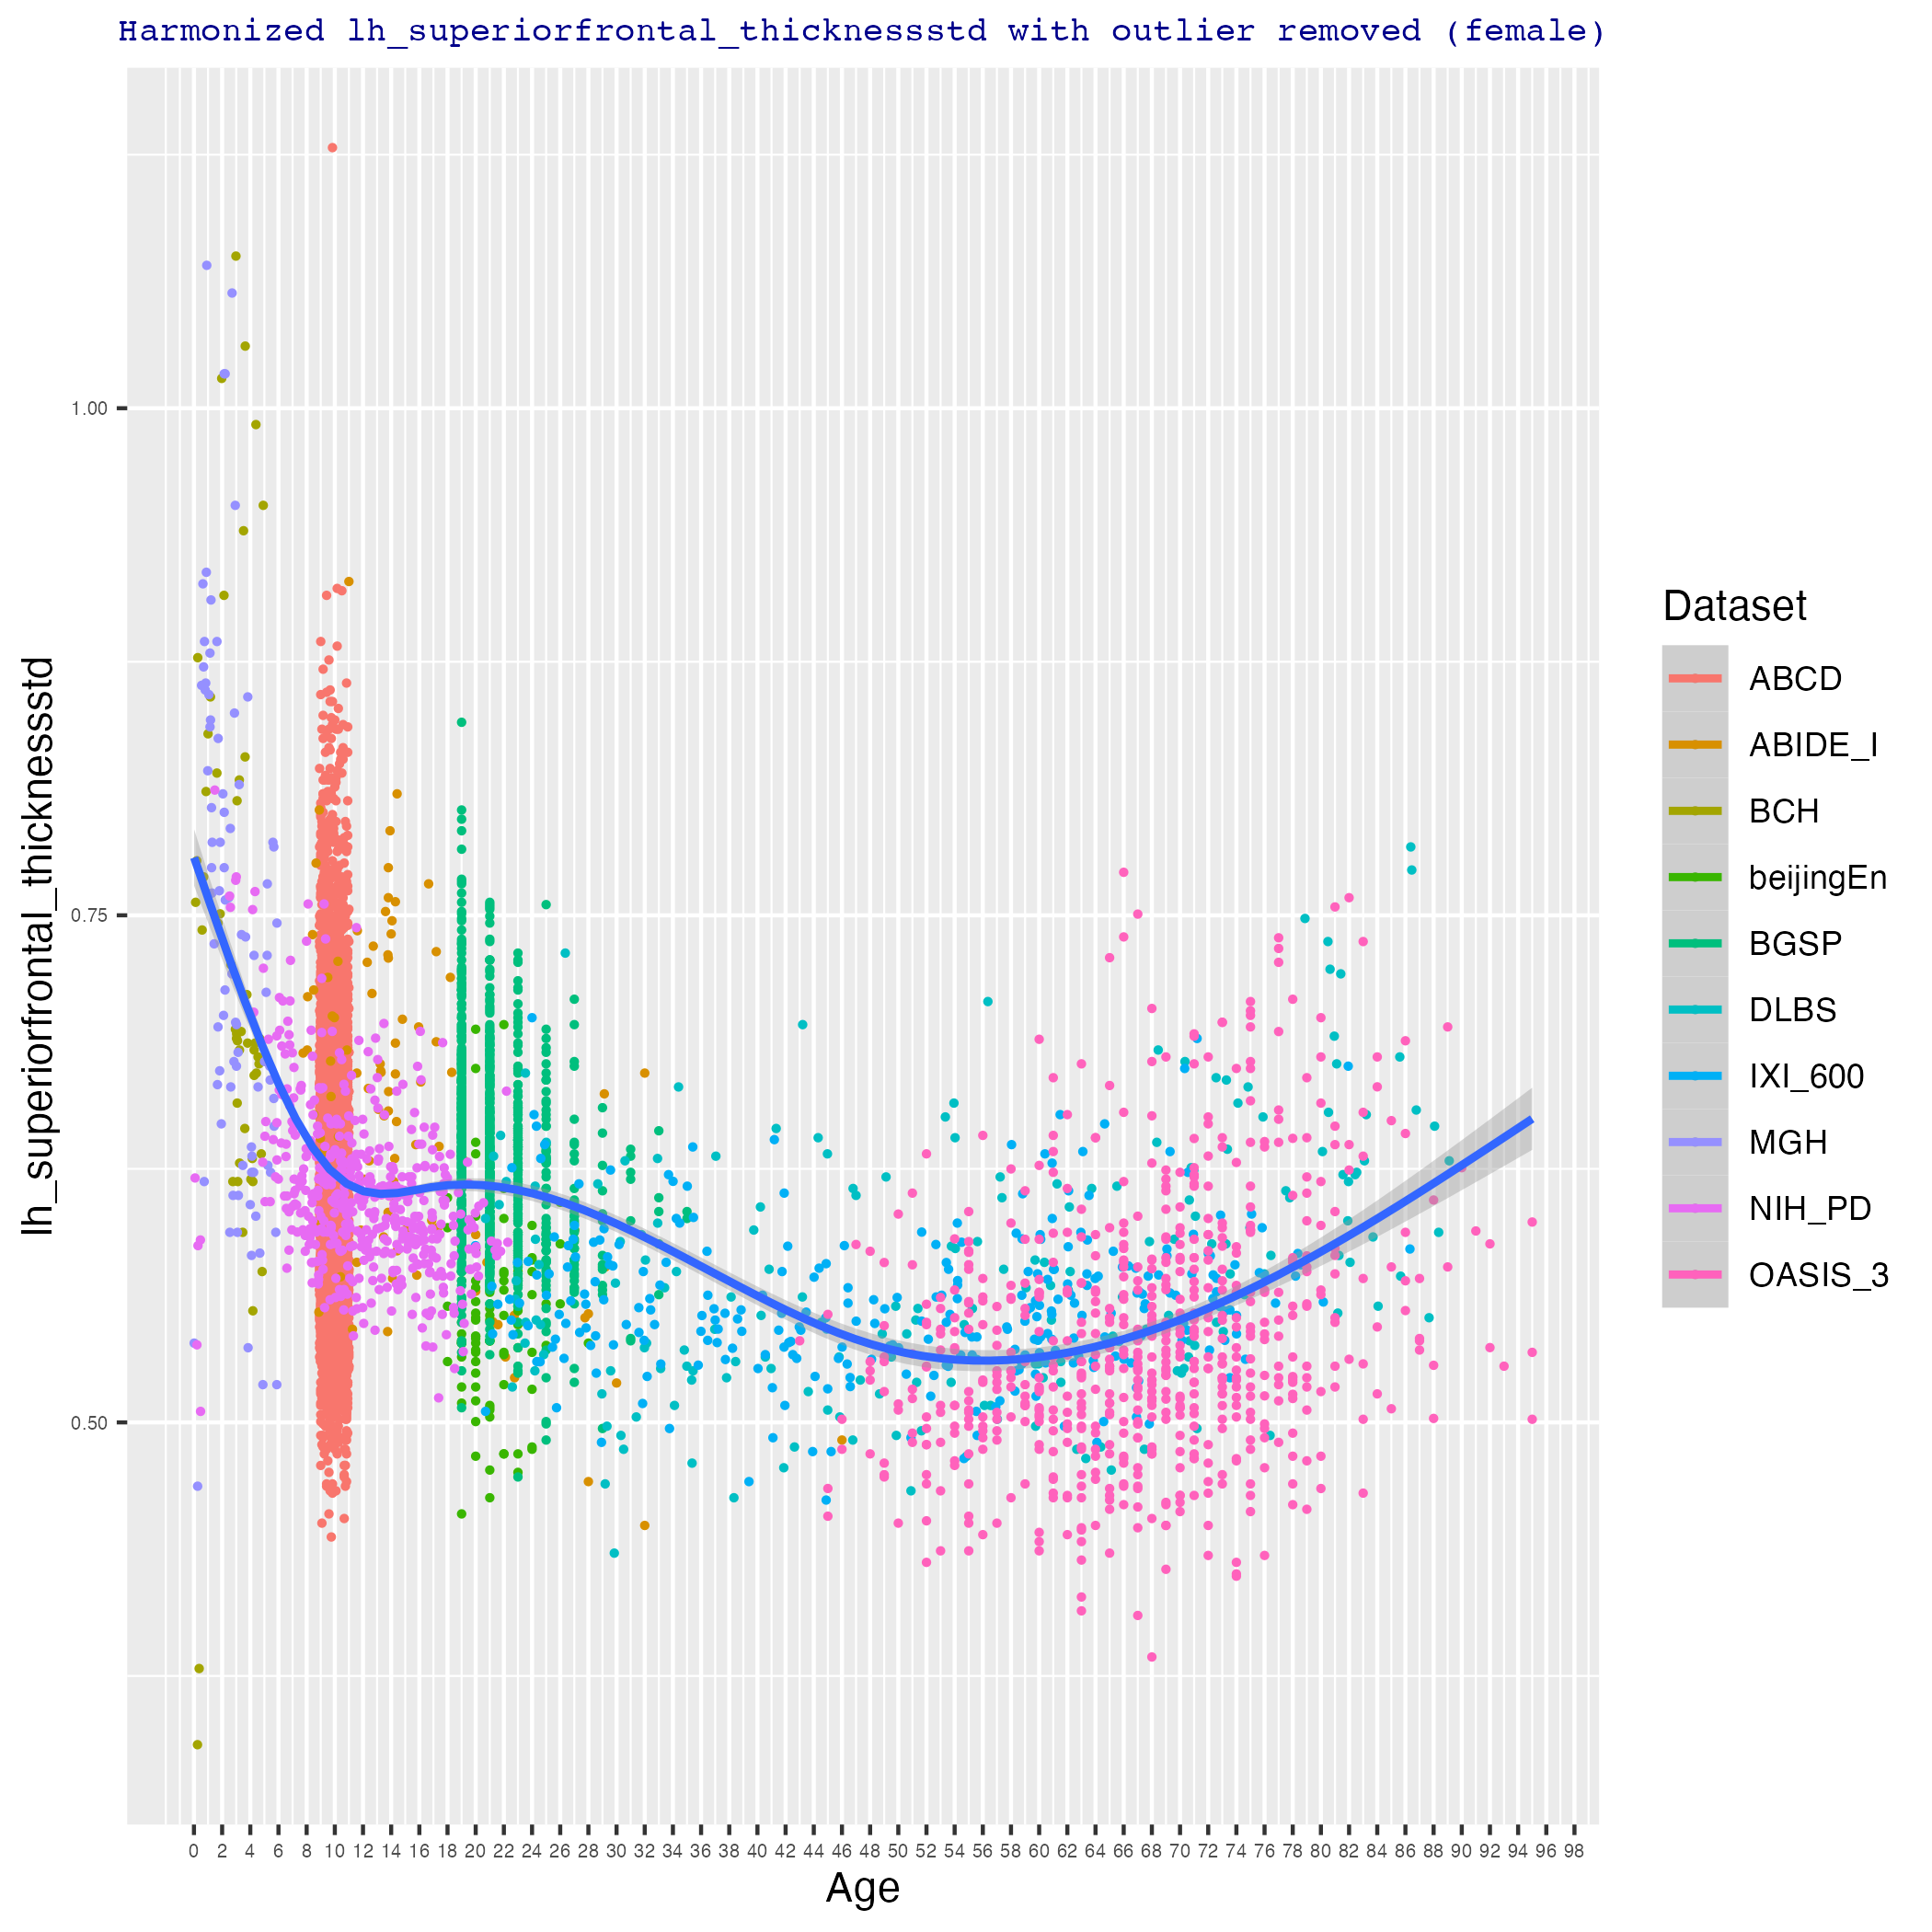 Harmonized lh_superiorfrontal_thicknessstd with outlier removed (female)
lh_superiorfrontal_thicknessstd
1.00
0.75
0.50
0 2 4 6 8 10 12 14 16 18 20 22 24 26 28 30 32 34 36 38 40 42 44 46 48 50 52 54 56 58 60 62 64 66 68 70 72 74 76 78 80 82 84 86 88 90 92 94 96 98
Age
Dataset
ABCD
ABIDE_I
BCH
beijingEn
BGSP
DLBS
IXI_600
MGH
NIH_PD
OASIS_3